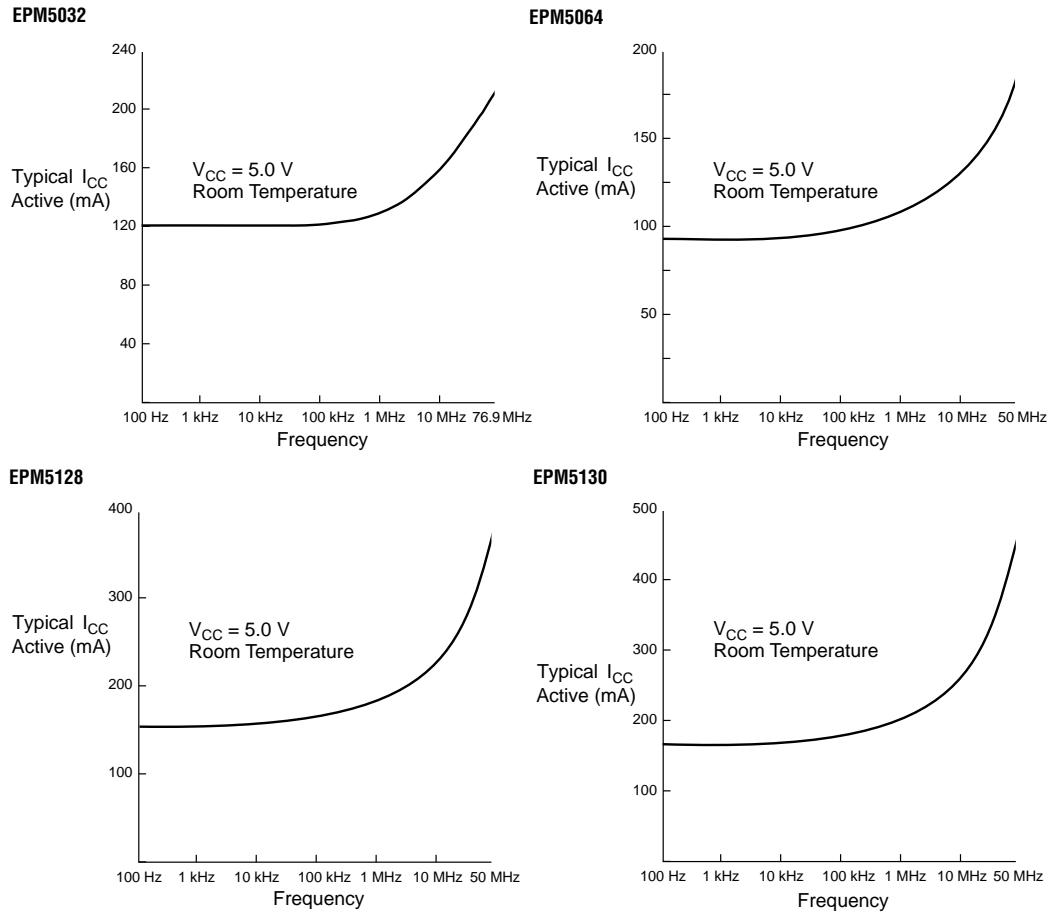 EPM5032
240
200
160
120
80
40
Typical ICC
Active (mA)
VCC = 5.0 V
Room Temperature
100 Hz 1 kHz 10 kHz 100 kHz 1 MHz 10 MHz 76.9 MHz
Frequency
EPM5064
200
150
100
50
Typical ICC
Active (mA)
VCC = 5.0 V
Room Temperature
100 Hz 1 kHz 10 kHz 100 kHz 1 MHz 10 MHz 50 MHz
Frequency
EPM5128
400
300
200
100
Typical ICC
Active (mA)
VCC = 5.0 V
Room Temperature
100 Hz 1 kHz 10 kHz 100 kHz 1 MHz 10 MHz 50 MHz
Frequency
EPM5130
500
400
300
200
100
Typical ICC
Active (mA)
VCC = 5.0 V
Room Temperature
100 Hz 1 kHz 10 kHz 100 kHz 1 MHz 10 MHz 50 MHz
Frequency